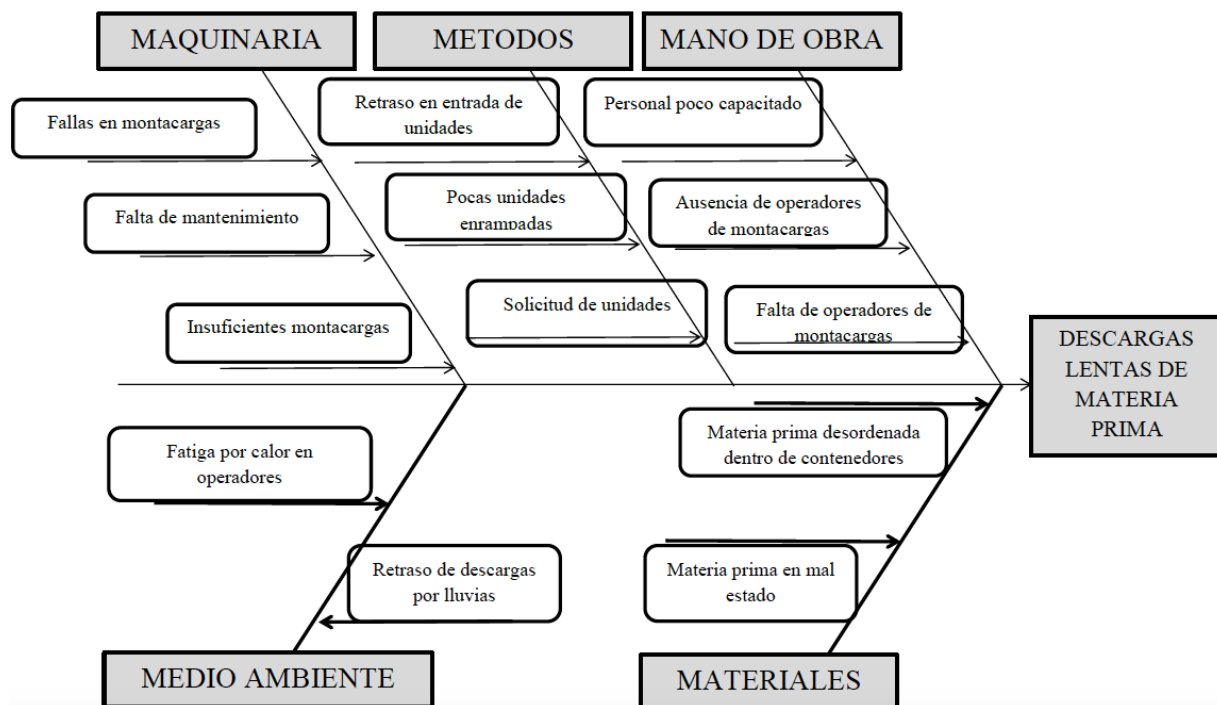 MAQUINARIA
METODOS
MANO DE OBRA
Fallas en montacargas
Retraso en entrada de
unidades
Personal poco capacitado
Falta de mantenimiento
Pocas unidades
enrampadas
Ausencia de operadores
de montacargas
Insuficientes montacargas
Solicitud de unidades
Falta de operadores de
montacargas
DESCARGAS
LENTAS DE
MATERIA
PRIMA
Fatiga por calor en
operadores
Materia prima desordenada
dentro de contenedores
Retraso de descargas
por lluvias
Materia prima en mal
estado
MEDIO AMBIENTE
MATERIALES